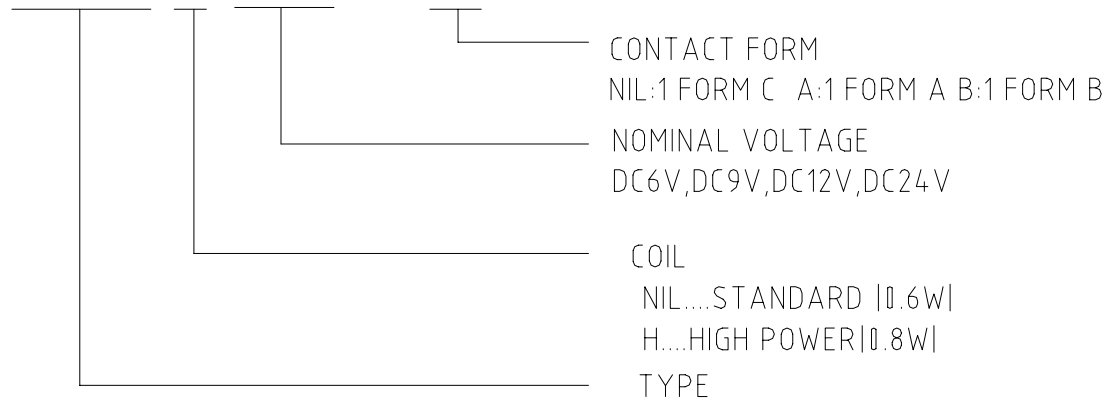 CONTACT FORM
NIL:1 FORM C A:1 FORM A B:1 FORM B
NOMINAL VOLTAGE
DC6V,DC9V,DC12V,DC24V
COIL
NIL....STANDARD |0.6W|
H....HIGH POWER|0.8W|
TYPE